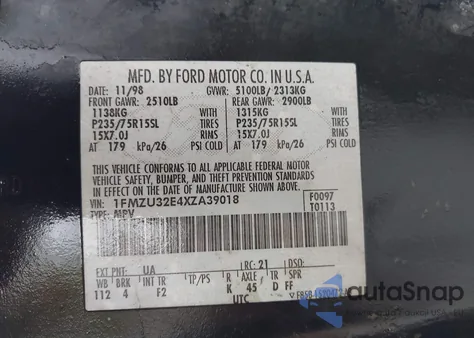 MFD. BY FORD MOTOR CO. IN U.S.A.
DATE: 11/98 GVWR: 5100LB/ 2313KG
FRONT GAWR: 2510LB REAR GAWR: 2900LB
1138KG WITH 1315KG WITH
P235/75R15SL TIRES P235/75R15SL TIRES
15X7.0J RIMS 15X7.0J RIMS
AT 179 kPA/26 PSI COLD AT 179 kPA/26 PSI COLD
THIS VEHICLE CONFORMS TO ALL APPLICABLE FEDERAL MOTOR
VEHICLE SAFETY, BUMPER, AND THEFT PREVENTION STANDARDS IN
EFFECT ON THE DATE OF MANUFACTURE SHOWN ABOVE.
VIN: 1FMZU32E4XZA39018 F0097
TYPE: MPV T0113
EXT PNT: UA RC: 21 DSO:
WB BRK INT TR TP/PS R AX TR SPR
112 4 F2 K 45 D FF
UTC
autoSnap